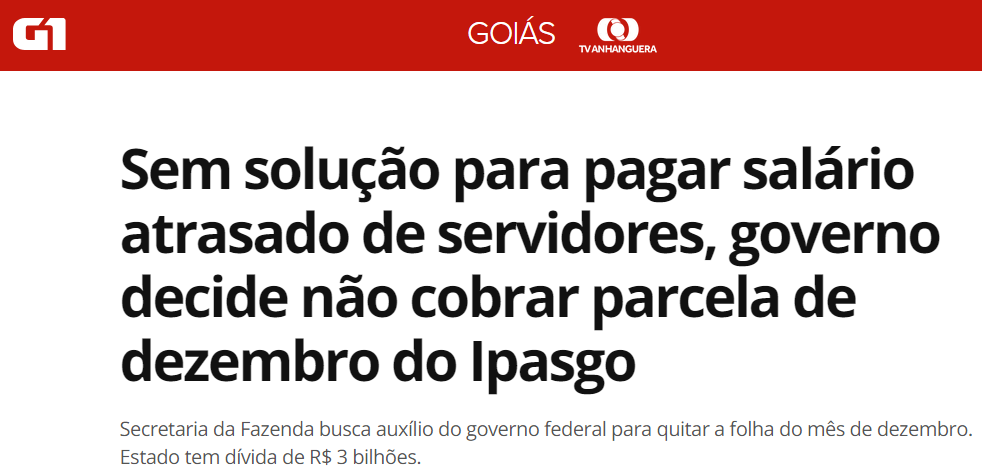 G1
GOIÁS
TV ANHANGUERA
Sem solução para pagar salário
atrasado de servidores, governo
decide não cobrar parcela de
dezembro do Ipasgo
Secretaria da Fazenda busca auxílio do governo federal para quitar a folha do mês de dezembro.
Estado tem dívida de R$ 3 bilhões.